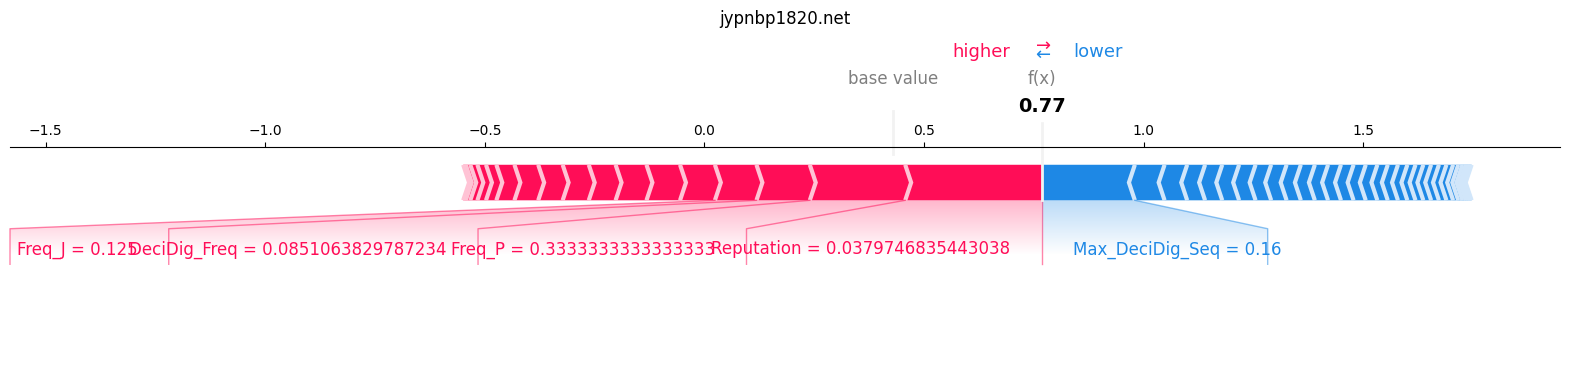 jypnbp1820.net
higher → ← lower
base value f(x)
0.77
−1.5 −1.0 −0.5 0.0 0.5 1.0 1.5
Freq_J = 0.125 DeciDig_Freq = 0.0851063829787234 Freq_P = 0.3333333333333333 Reputation = 0.0379746835443038 Max_DeciDig_Seq = 0.16